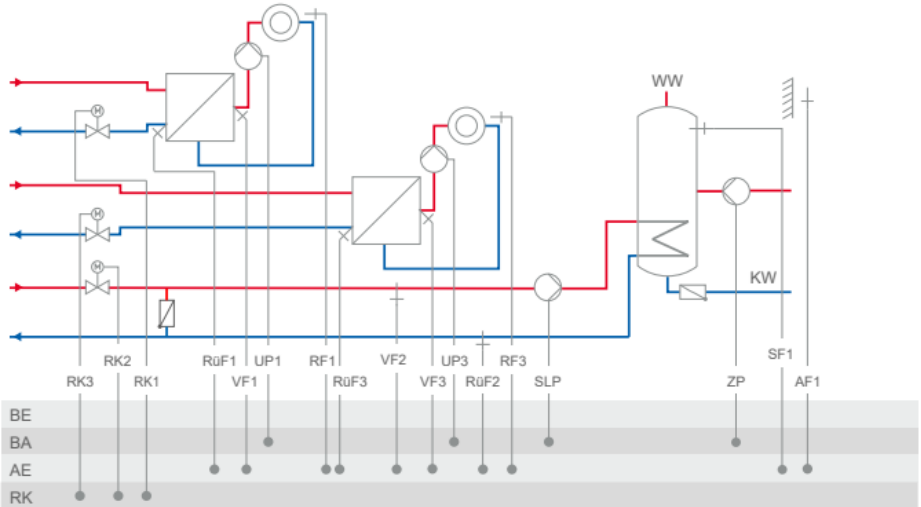 WW
M
M
M
KW
RK2 RüF1 UP1 RF1 VF2 UP3 RF3 SF1
RK3 RK1 VF1 RüF3 VF3 RüF2 SLP ZP AF1
BE
BA
AE
RK